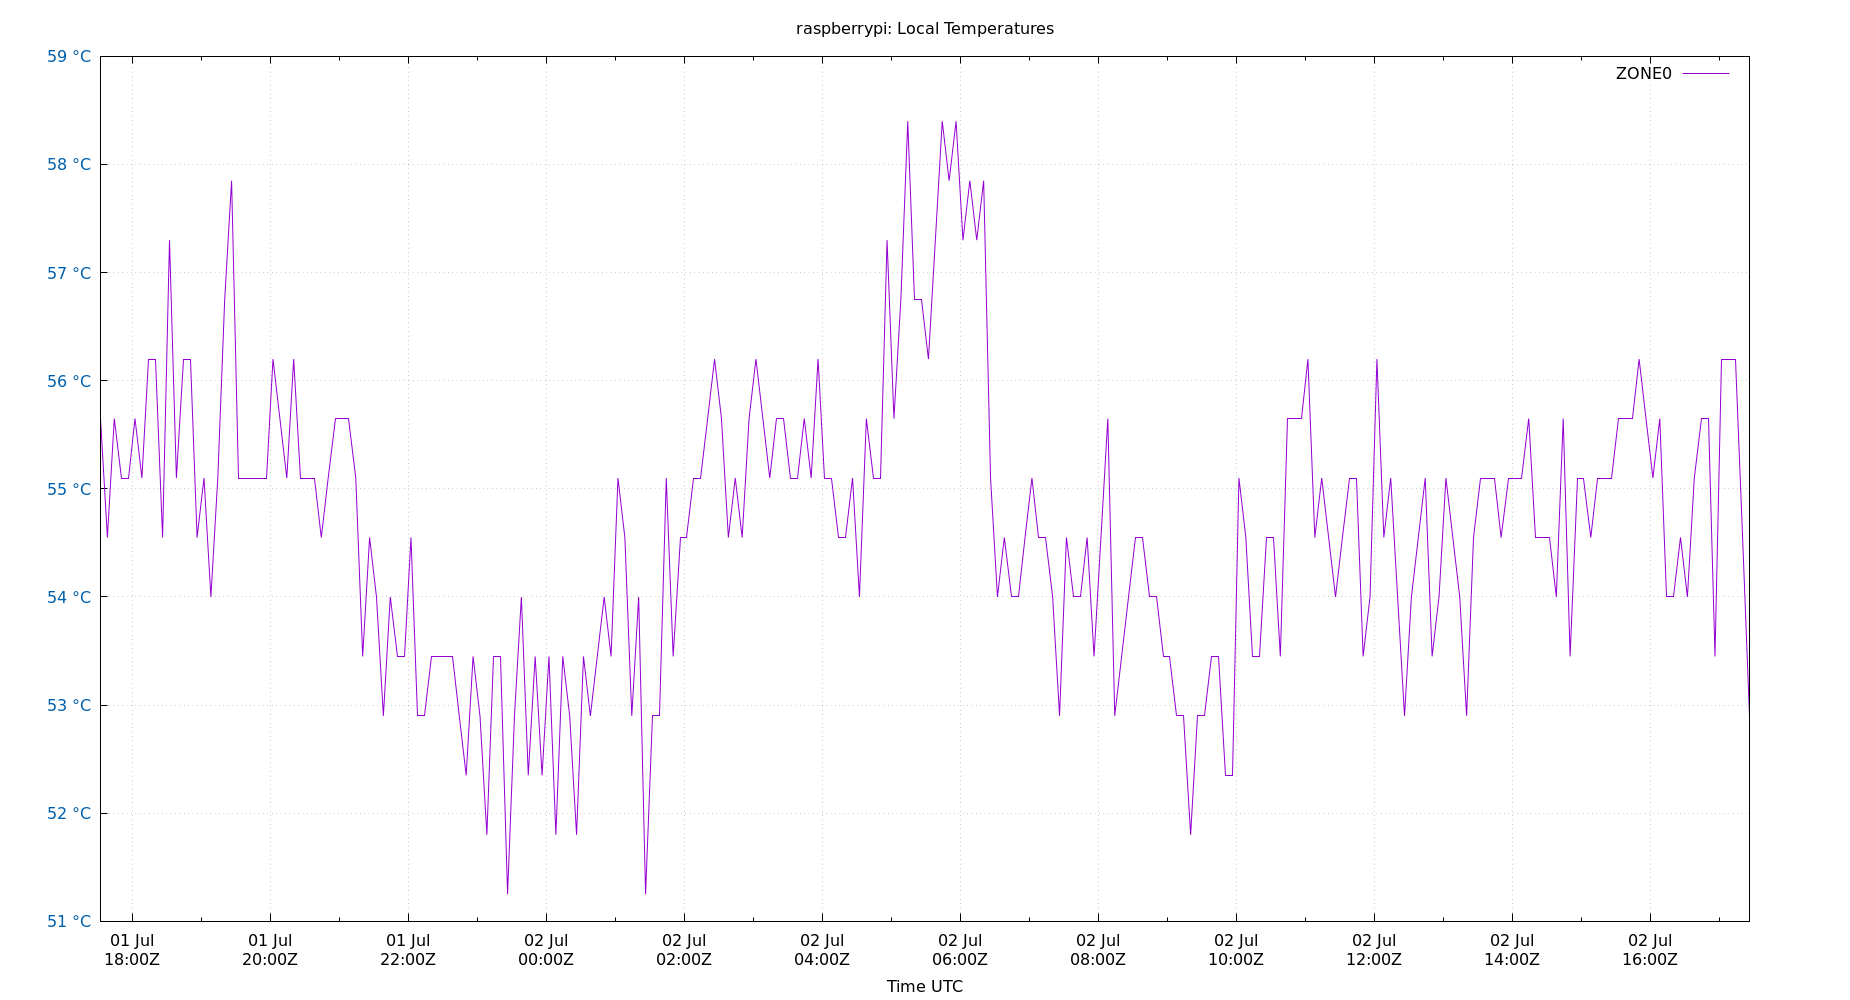 raspberrypi: Local Temperatures
59 °C
58 °C
57 °C
56 °C
55 °C
54 °C
53 °C
52 °C
51 °C
ZONE0
01 Jul 18:00Z
01 Jul 20:00Z
01 Jul 22:00Z
02 Jul 00:00Z
02 Jul 02:00Z
02 Jul 04:00Z
02 Jul 06:00Z
02 Jul 08:00Z
02 Jul 10:00Z
02 Jul 12:00Z
02 Jul 14:00Z
02 Jul 16:00Z
Time UTC